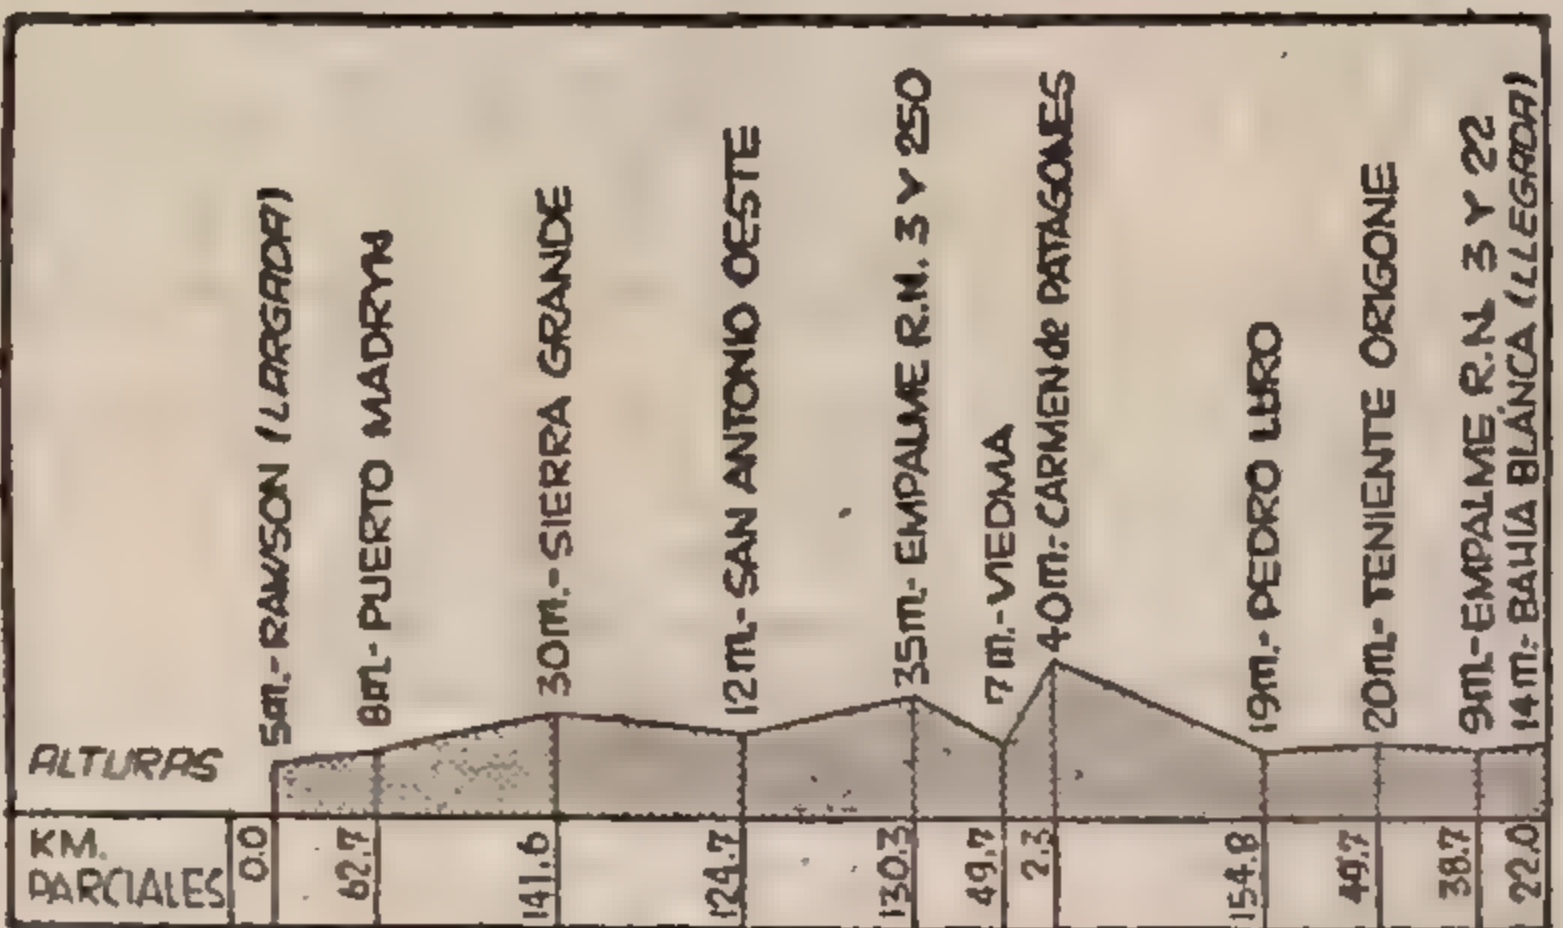 5m.- RAWSON (LARGADA)
8m.- PUERTO MADRYN
30m.- SIERRA GRANDE
12m.- SAN ANTONIO OESTE
35m.- EMPALME R.N. 3 Y 250
7m.- VIEDMA
40m.- CARMEN de PATAGONES
19m.- PEDRO LURO
20m.- TENIENTE ORIGONE
9m.- EMPALME R.N. 3 Y 22
14m.- BAHÍA BLÁNCA (LLEGADA)
ALTURAS
KM.
PARCIALES
0.0
62.7
141.6
124.7
130.3
49.7
2.3
154.8
49.7
38.7
22.0